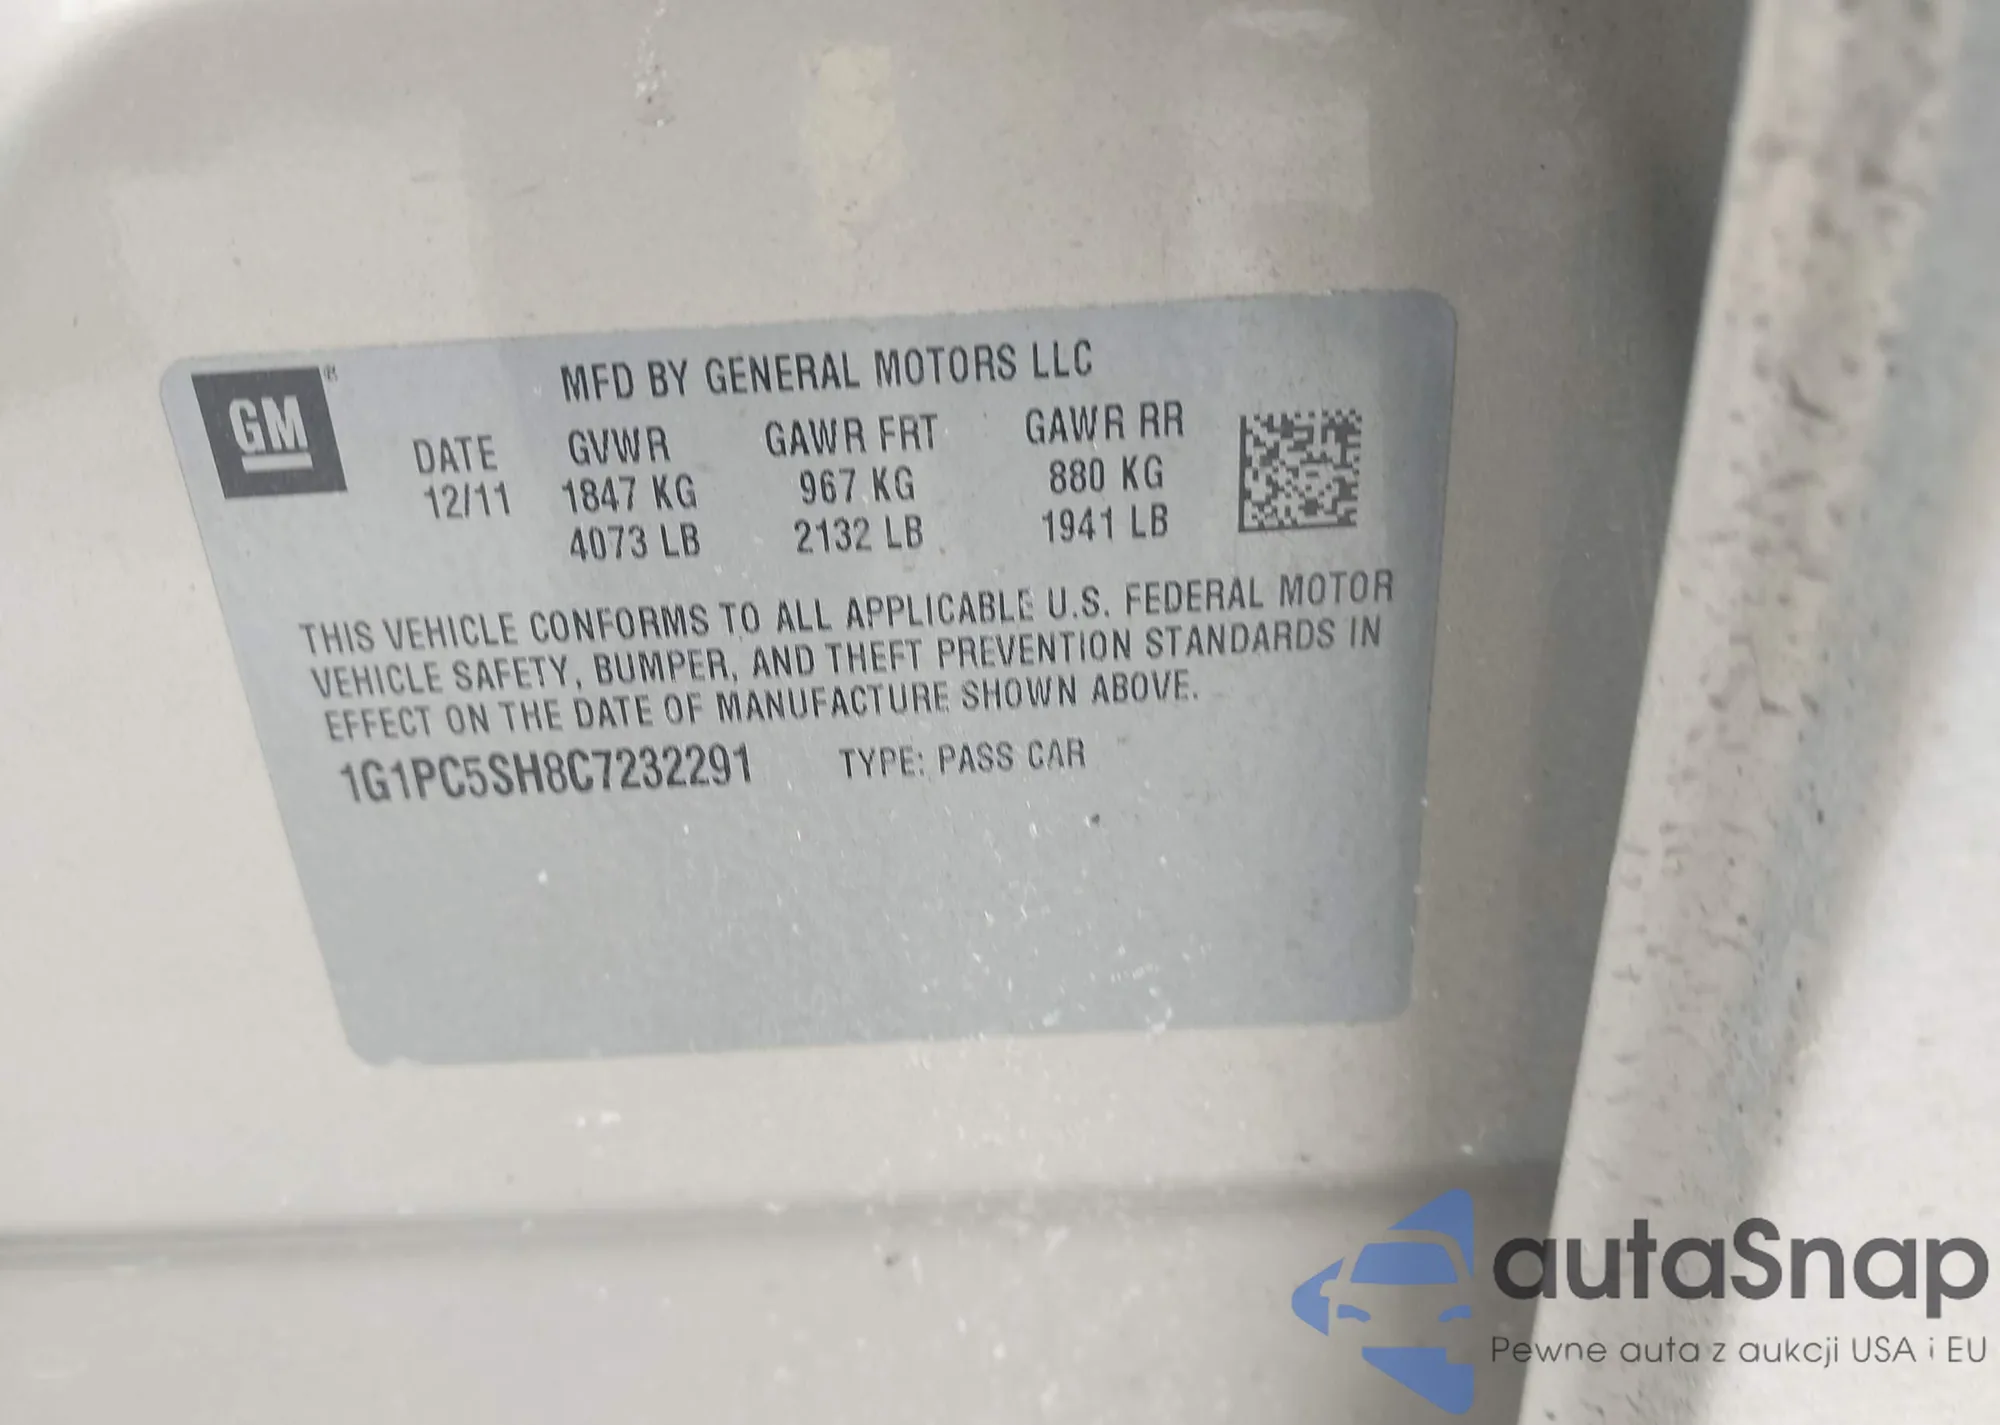 GM®
MFD BY GENERAL MOTORS LLC
DATE GVWR GAWR FRT GAWR RR
12/11 1847 KG 967 KG 880 KG
4073 LB 2132 LB 1941 LB
THIS VEHICLE CONFORMS TO ALL APPLICABLE U.S. FEDERAL MOTOR
VEHICLE SAFETY, BUMPER, AND THEFT PREVENTION STANDARDS IN
EFFECT ON THE DATE OF MANUFACTURE SHOWN ABOVE.
1G1PC5SH8C7232291 TYPE: PASS CAR
autaSnap
Pewne auta z aukcji USA i EU